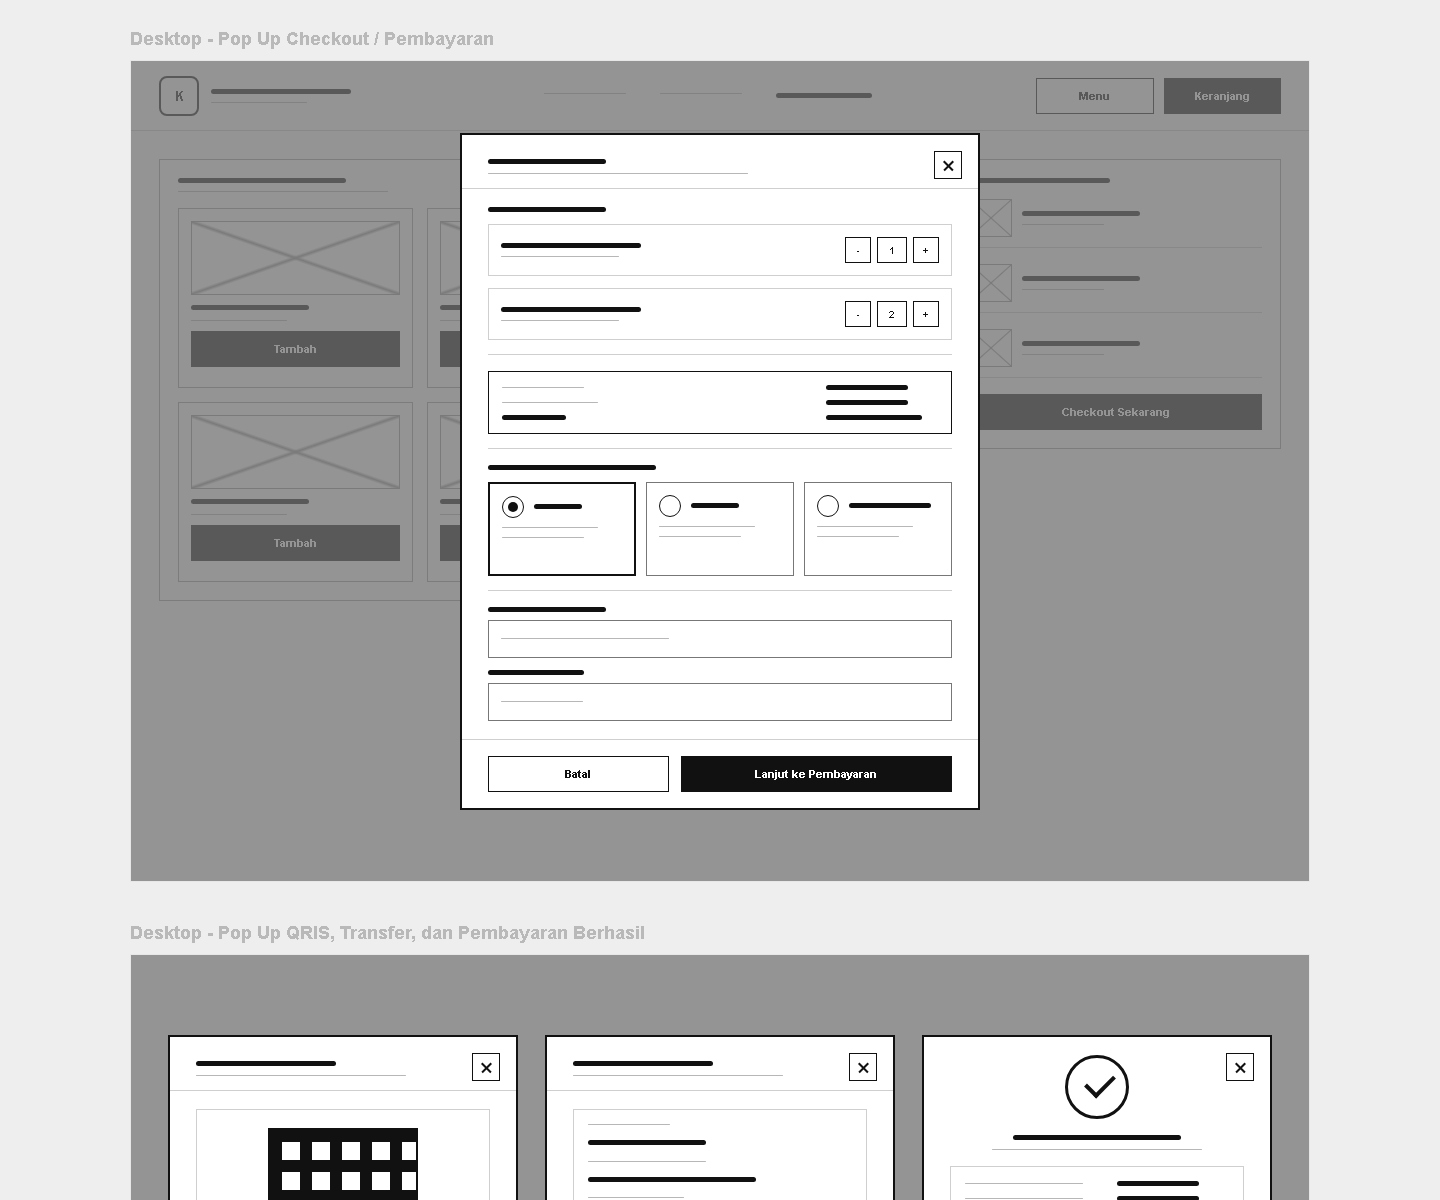 Desktop - Pop Up Checkout / Pembayaran
K
Menu
Keranjang
- 1 +
- 2 +
Tambah
Checkout Sekarang
Tambah
Batal
Lanjut ke Pembayaran
Desktop - Pop Up QRIS, Transfer, dan Pembayaran Berhasil